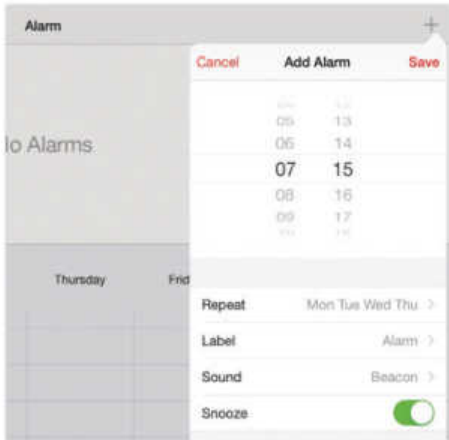 Alarm +
Cancel Add Alarm Save
05 13
06 14
lo Alarms
07 15
08 16
09 17
Thursday Frid
Repeat Mon Tue Wed Thu >
Label Alarm >
Sound Beacon >
Snooze